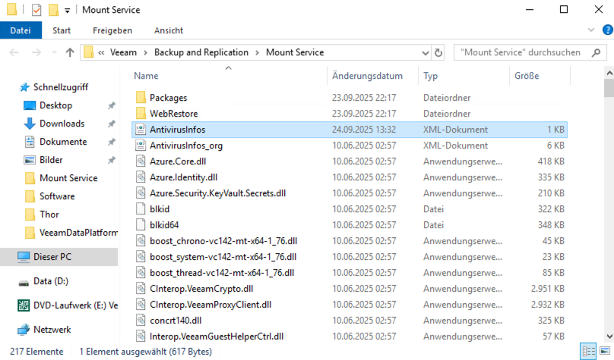 Mount Service
Datei Start Freigeben Ansicht
« Veeam › Backup and Replication › Mount Service "Mount Service" durchsuchen
Name Änderungsdatum Typ Größe
Schnellzugriff
Desktop
Downloads
Dokumente
Bilder
Mount Service
Software
Thor
VeeamDataPlatform
Dieser PC
Data (D:)
DVD-Laufwerk (E:) Ve
Netzwerk
Packages 23.09.2025 22:17 Dateiordner
WebRestore 23.09.2025 22:17 Dateiordner
AntivirusInfos 24.09.2025 13:32 XML-Dokument 1 KB
AntivirusInfos_org 10.06.2025 02:57 XML-Dokument 6 KB
Azure.Core.dll 10.06.2025 02:57 Anwendungserwe... 418 KB
Azure.Identity.dll 10.06.2025 02:57 Anwendungserwe... 335 KB
Azure.Security.KeyVault.Secrets.dll 10.06.2025 02:57 Anwendungserwe... 210 KB
blkid 10.06.2025 02:57 Datei 322 KB
blkid64 10.06.2025 02:57 Datei 348 KB
boost_chrono-vc142-mt-x64-1_76.dll 10.06.2025 02:57 Anwendungserwe... 45 KB
boost_system-vc142-mt-x64-1_76.dll 10.06.2025 02:57 Anwendungserwe... 23 KB
boost_thread-vc142-mt-x64-1_76.dll 10.06.2025 02:57 Anwendungserwe... 85 KB
CInterop.VeeamCrypto.dll 10.06.2025 02:57 Anwendungserwe... 2.951 KB
CInterop.VeeamProxyClient.dll 10.06.2025 02:57 Anwendungserwe... 2.932 KB
concrt140.dll 10.06.2025 02:57 Anwendungserwe... 325 KB
Interop.VeeamGuestHelperCtrl.dll 10.06.2025 02:57 Anwendungserwe... 57 KB
217 Elemente 1 Element ausgewählt (617 Bytes)